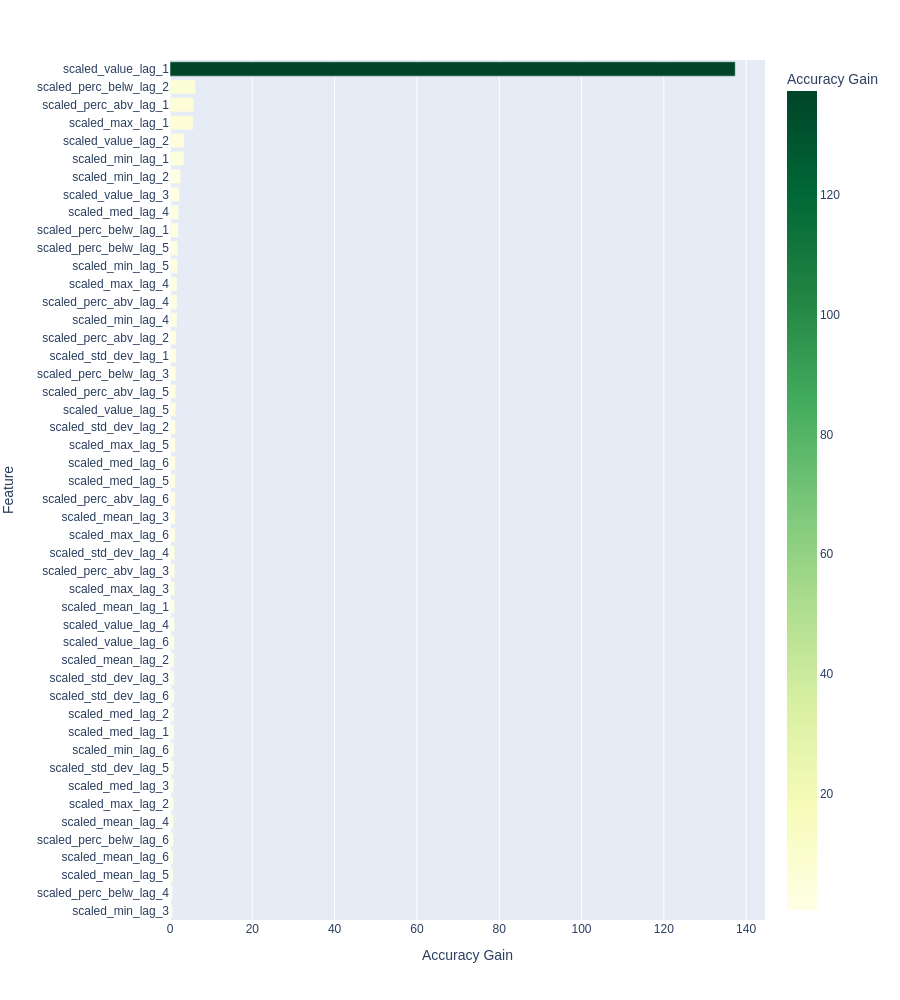 scaled_value_lag_1
scaled_perc_belw_lag_2
scaled_perc_abv_lag_1
scaled_max_lag_1
scaled_value_lag_2
scaled_min_lag_1
scaled_min_lag_2
scaled_value_lag_3
scaled_med_lag_4
scaled_perc_belw_lag_1
scaled_perc_belw_lag_5
scaled_min_lag_5
scaled_max_lag_4
scaled_perc_abv_lag_4
scaled_min_lag_4
scaled_perc_abv_lag_2
scaled_std_dev_lag_1
scaled_perc_belw_lag_3
scaled_perc_abv_lag_5
scaled_value_lag_5
scaled_std_dev_lag_2
scaled_max_lag_5
scaled_med_lag_6
scaled_med_lag_5
scaled_perc_abv_lag_6
scaled_mean_lag_3
scaled_max_lag_6
scaled_std_dev_lag_4
scaled_perc_abv_lag_3
scaled_max_lag_3
scaled_mean_lag_1
scaled_value_lag_4
scaled_value_lag_6
scaled_mean_lag_2
scaled_std_dev_lag_3
scaled_std_dev_lag_6
scaled_med_lag_2
scaled_med_lag_1
scaled_min_lag_6
scaled_std_dev_lag_5
scaled_med_lag_3
scaled_max_lag_2
scaled_mean_lag_4
scaled_perc_belw_lag_6
scaled_mean_lag_6
scaled_mean_lag_5
scaled_perc_belw_lag_4
scaled_min_lag_3
Feature
0 20 40 60 80 100 120 140
Accuracy Gain
Accuracy Gain
120
100
80
60
40
20